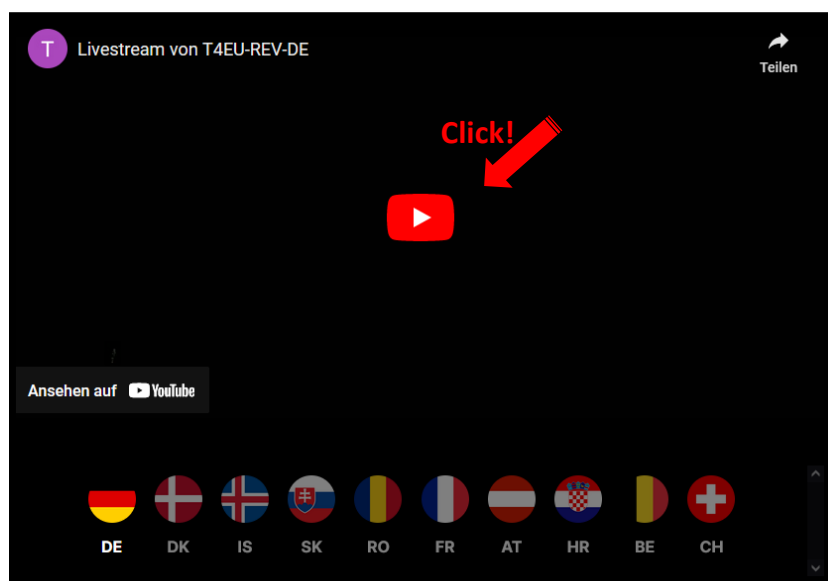 T Livestream von T4EU-REV-DE
Teilen
Click!
Ansehen auf YouTube
DE DK IS SK RO FR AT HR BE CH